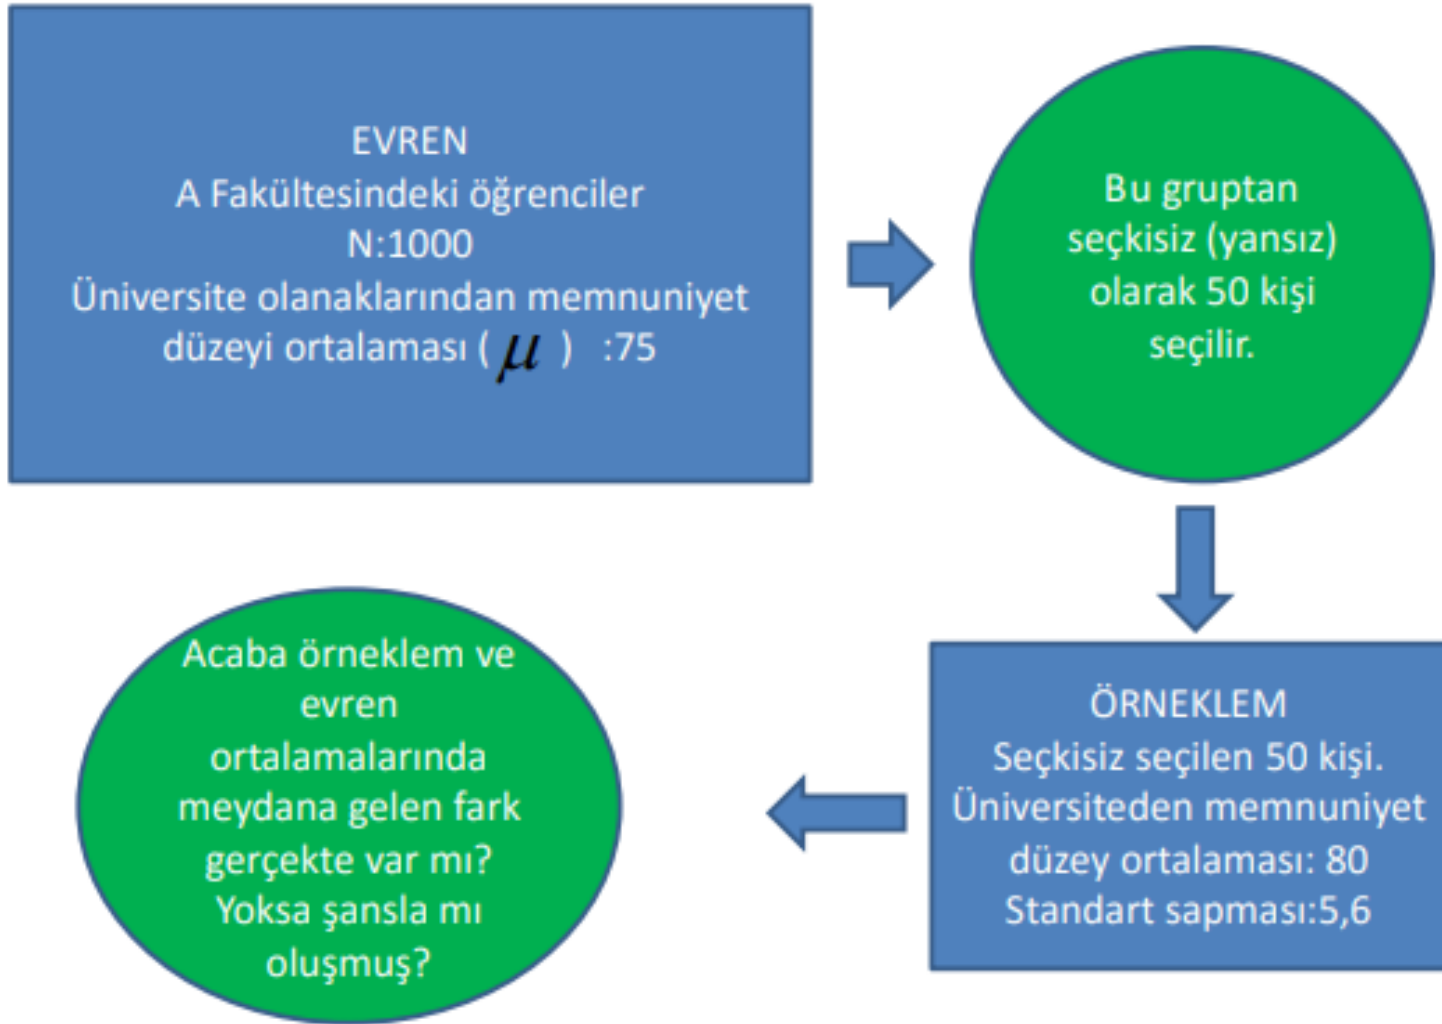 EVREN
A Fakültesindeki öğrenciler
N:1000
Üniversite olanaklarından memnuniyet
düzeyi ortalaması ( μ ) :75
Bu gruptan
seçkisiz (yansız)
olarak 50 kişi
seçilir.
ÖRNEKLEM
Seçkisiz seçilen 50 kişi.
Üniversiteden memnuniyet
düzey ortalaması: 80
Standart sapması:5,6
Acaba örneklem ve
evren
ortalamalarında
meydana gelen fark
gerçekte var mı?
Yoksa şansla mı
oluşmuş?